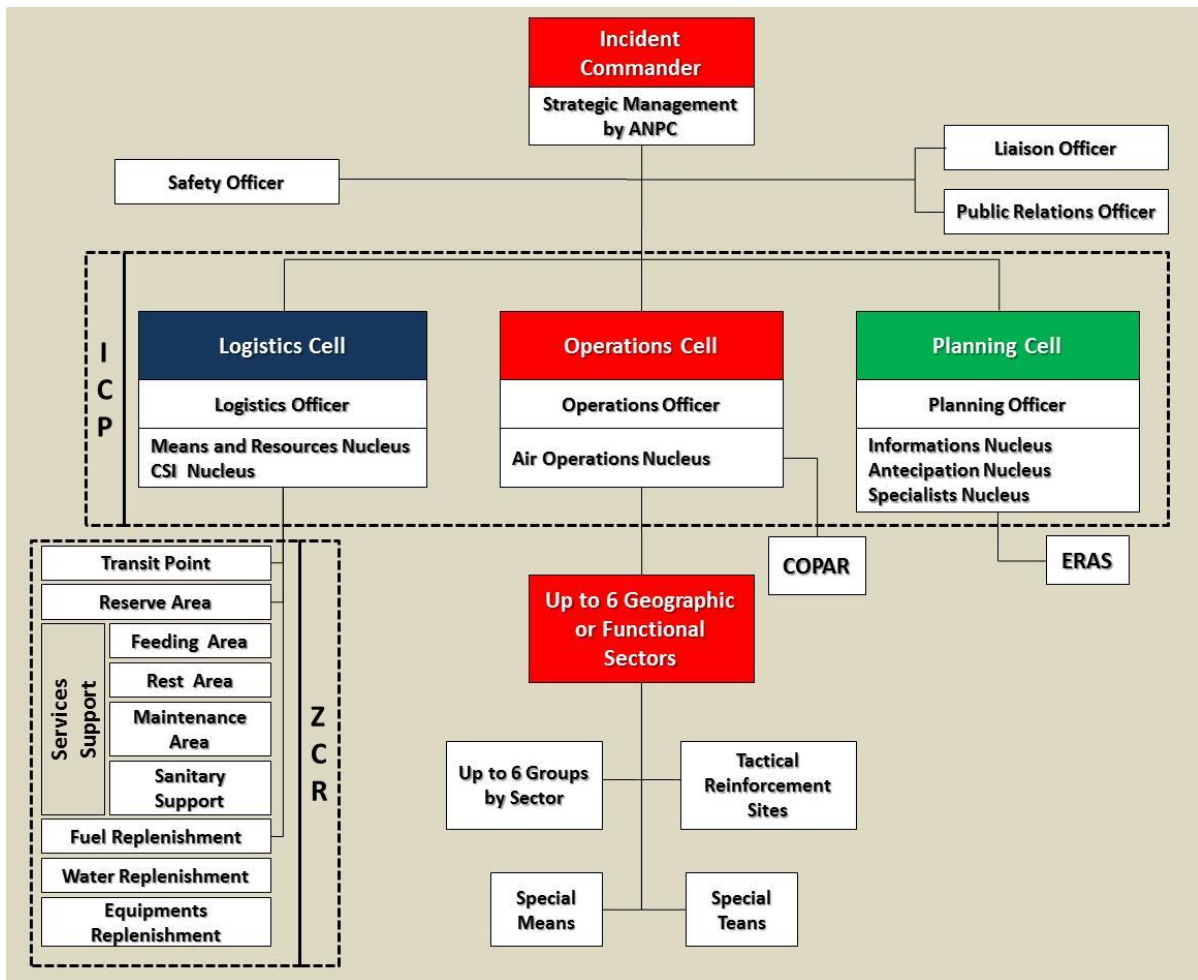 Incident
Commander
Strategic Management
by ANPC
Safety Officer
Liaison Officer
Public Relations Officer
I
C
P
Logistics Cell
Logistics Officer
Means and Resources Nucleus
CSI Nucleus
Operations Cell
Operations Officer
Air Operations Nucleus
Planning Cell
Planning Officer
Informations Nucleus
Antecipation Nucleus
Specialists Nucleus
COPAR
ERAS
Transit Point
Reserve Area
Services
Support
Feeding Area
Rest Area
Maintenance
Area
Sanitary
Support
Fuel Replenishment
Water Replenishment
Equipments
Replenishment
Z
C
R
Up to 6 Geographic
or Functional
Sectors
Up to 6 Groups
by Sector
Tactical
Reinforcement
Sites
Special
Means
Special
Teans